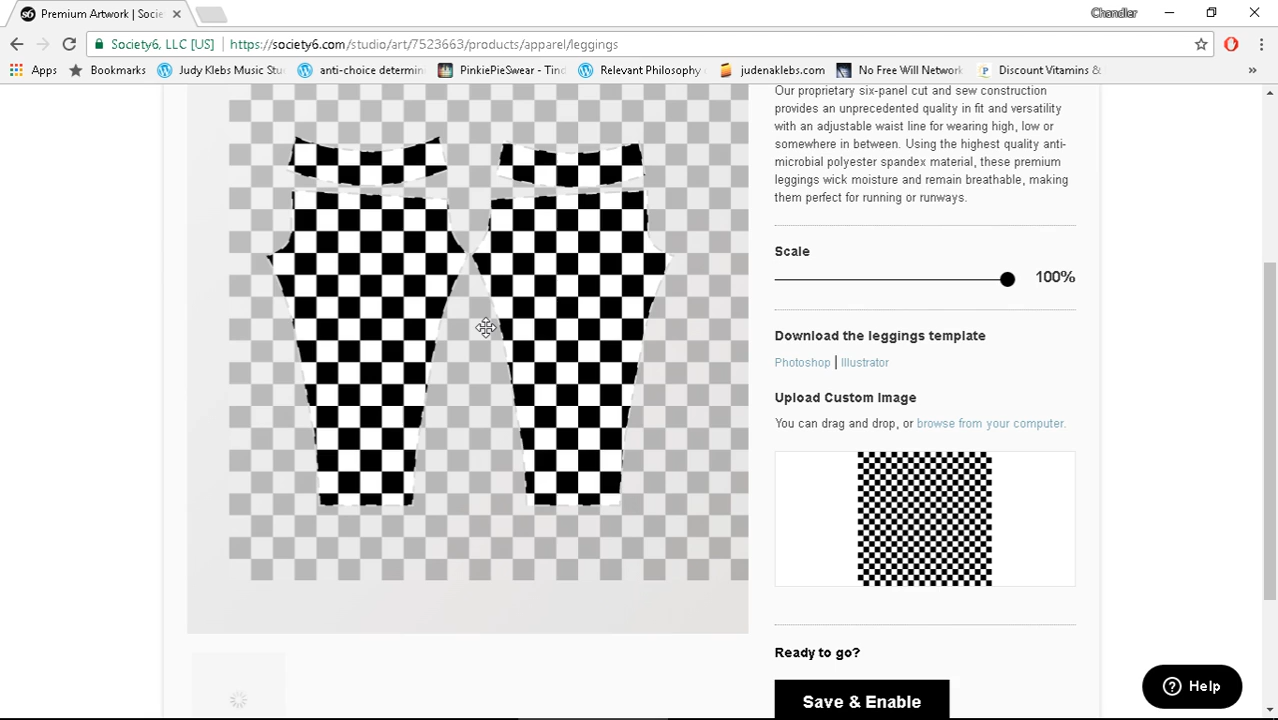 Premium Artwork | Socie
Chandler
Society6, LLC [US] https://society6.com/studio/art/7523663/products/apparel/leggings
Apps Bookmarks Judy Klebs Music Stu anti-choice determin PinkiePieSwear - Tind Relevant Philosophy judenaklebs.com No Free Will Network Discount Vitamins & »
Our proprietary six-panel cut and sew construction
provides an unprecedented quality in fit and versatility
with an adjustable waist line for wearing high, low or
somewhere in between. Using the highest quality anti-
microbial polyester spandex material, these premium
leggings wick moisture and remain breathable, making
them perfect for running or runways.
Scale
100%
Download the leggings template
Photoshop | Illustrator
Upload Custom Image
You can drag and drop, or browse from your computer.
Ready to go?
Save & Enable
Help